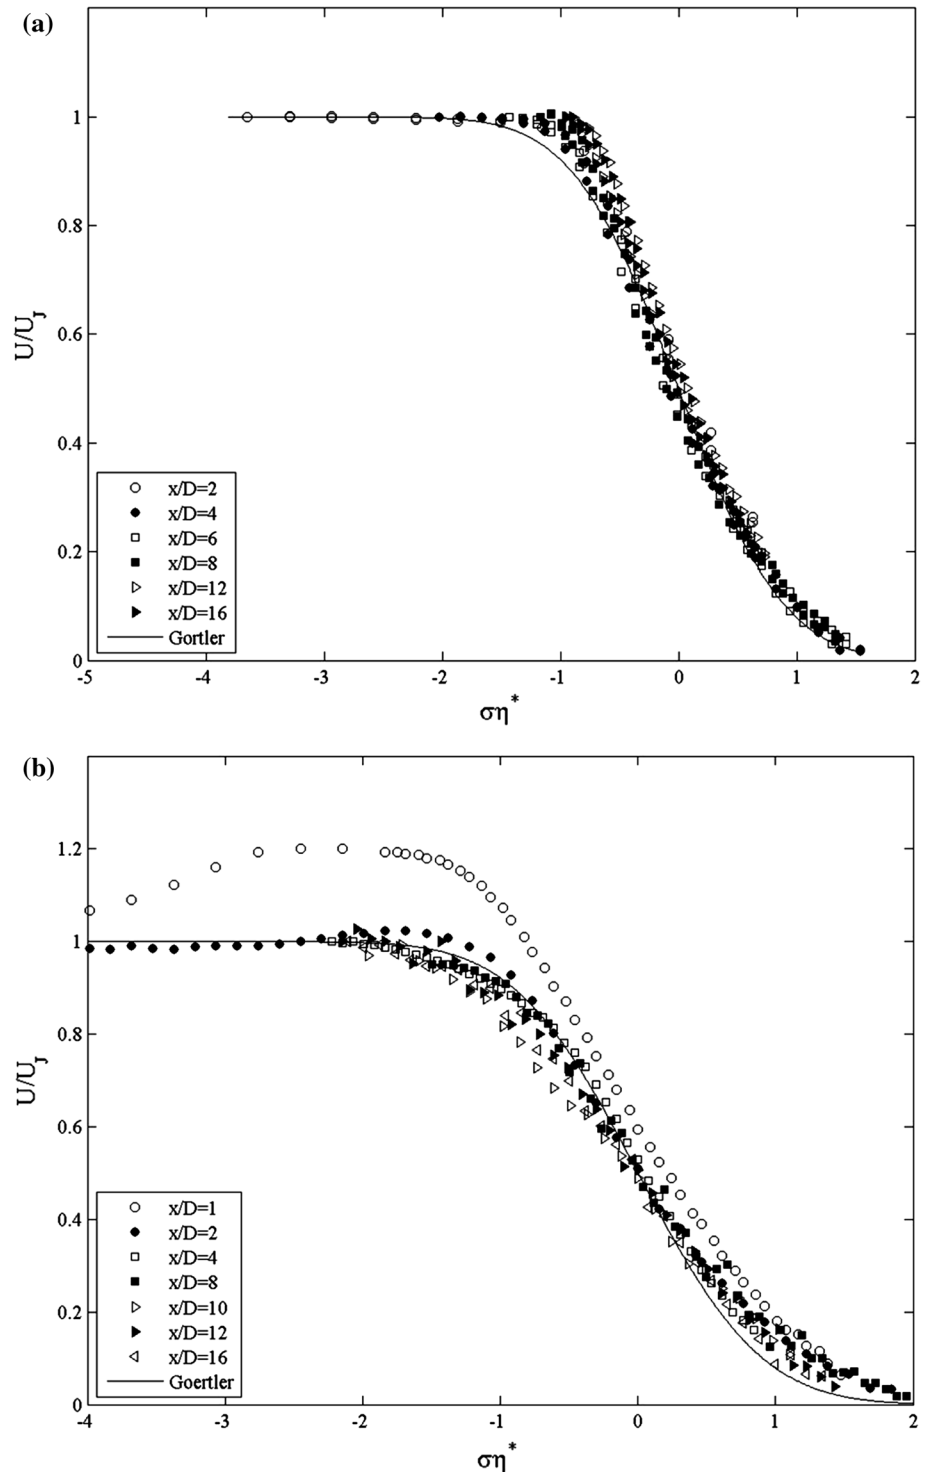 (a)
1
0.8
0.6
0.4
0.2
0
U/U_J
x/D=2
x/D=4
x/D=6
x/D=8
x/D=12
x/D=16
Gortler
-5 -4 -3 -2 -1 0 1 2
ση*
(b)
1.2
1
0.8
0.6
0.4
0.2
0
U/U_J
x/D=1
x/D=2
x/D=4
x/D=8
x/D=10
x/D=12
x/D=16
Goertler
-4 -3 -2 -1 0 1 2
ση*